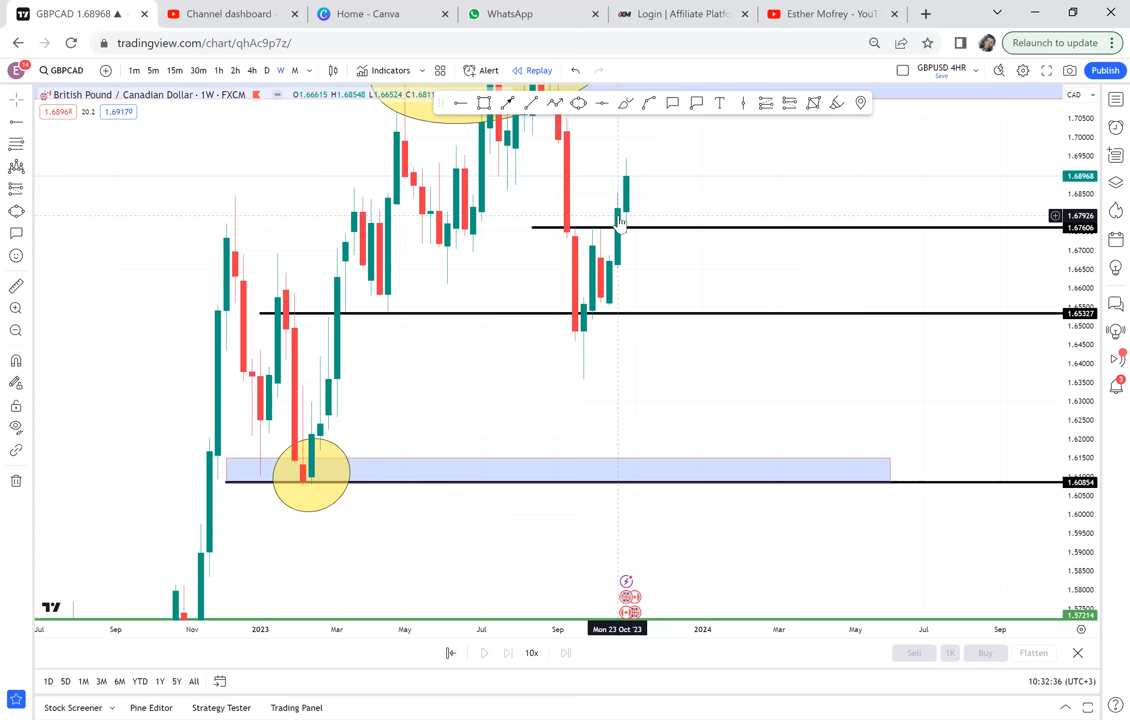 GBPCAD 1.68968 ▲
Channel dashboard
Home - Canva
WhatsApp
Login | Affiliate Platf
Esther Mofrey - YouT
tradingview.com/chart/qhAc9p7z/
Relaunch to update
E 14
GBPCAD
1m 5m 15m 30m 1h 2h 4h D W M
Indicators
Alert
Replay
GBPUSD 4HR
Save
Publish
British Pound / Canadian Dollar · 1W · FXCM
O1.66615 H1.68548 L1.66524 C1.681
1.68968 20.2 1.69170
CAD
1.70500
1.70000
1.69500
1.68968
1.68500
1.67926
1.67606
1.67000
1.66500
1.66000
1.65327
1.65000
1.64500
1.64000
1.63500
1.63000
1.62500
1.62000
1.61500
1.60854
1.60500
1.60000
1.59500
1.59000
1.58500
1.58000
1.57214
Jul Sep Nov 2023 Mar May Jul Sep Mon 23 Oct '23 2024 Mar May Jul Sep
10x
Sell 1K Buy Flatten
1D 5D 1M 3M 6M YTD 1Y 5Y All
10:32:36 (UTC+3)
Stock Screener Pine Editor Strategy Tester Trading Panel
3